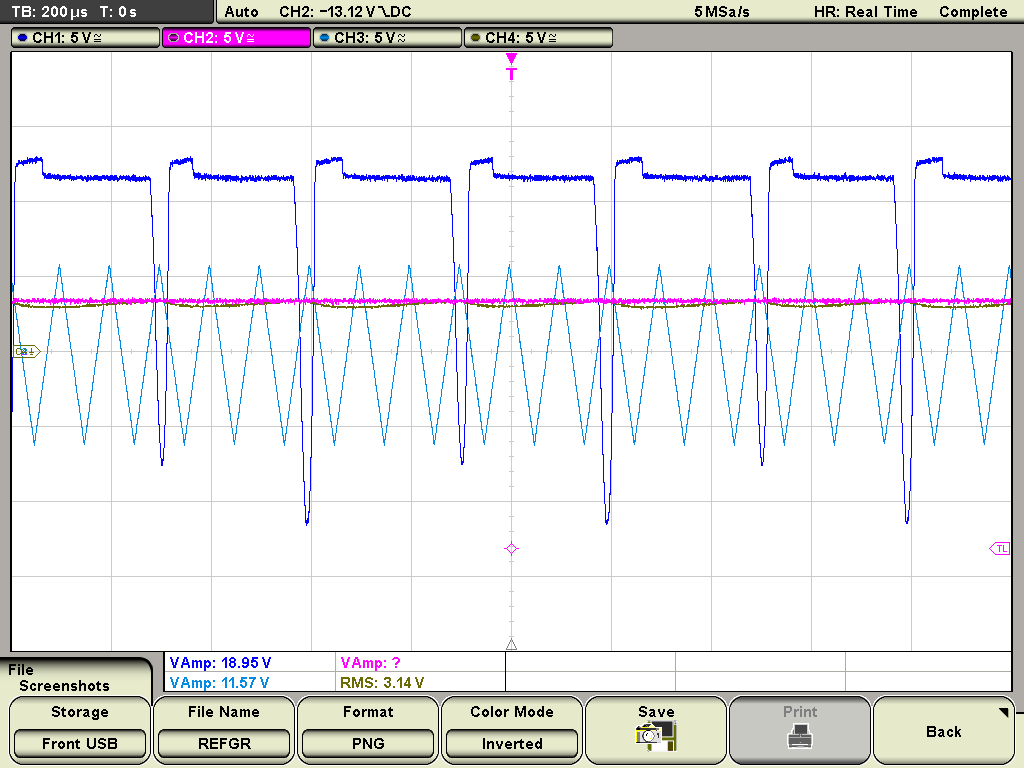 TB: 200 µs T: 0 s Auto CH2: −13.12 V DC 5 MSa/s HR: Real Time Complete
CH1: 5 V≅ CH2: 5 V≅ CH3: 5 V≈ CH4: 5 V≅
T
TL
VAmp: 18.95 V VAmp: ?
VAmp: 11.57 V RMS: 3.14 V
File
Screenshots
Storage File Name Format Color Mode Save Print Back
Front USB REFGR PNG Inverted